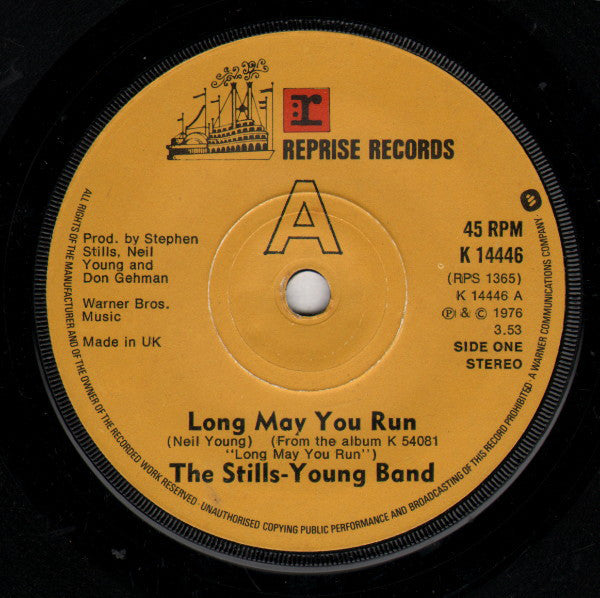 r
REPRISE RECORDS
A
Prod. by Stephen
Stills, Neil
Young and
Don Gehman
Warner Bros.
Music
Made in UK
45 RPM
K 14446
(RPS 1365)
K 14446 A
Ⓟ & © 1976
3.53
SIDE ONE
STEREO
Long May You Run
(Neil Young) (From the album K 54081
"Long May You Run")
The Stills-Young Band
ALL RIGHTS OF THE MANUFACTURER AND OF THE OWNER OF THE RECORDED WORK RESERVED · UNAUTHORISED COPYING PUBLIC PERFORMANCE AND BROADCASTING OF THIS RECORD PROHIBITED · A WARNER COMMUNICATIONS COMPANY